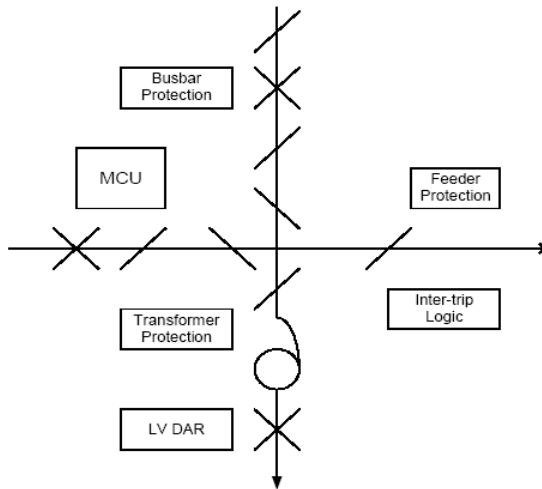 Busbar
Protection
MCU
Feeder
Protection
Inter-trip
Logic
Transformer
Protection
LV DAR